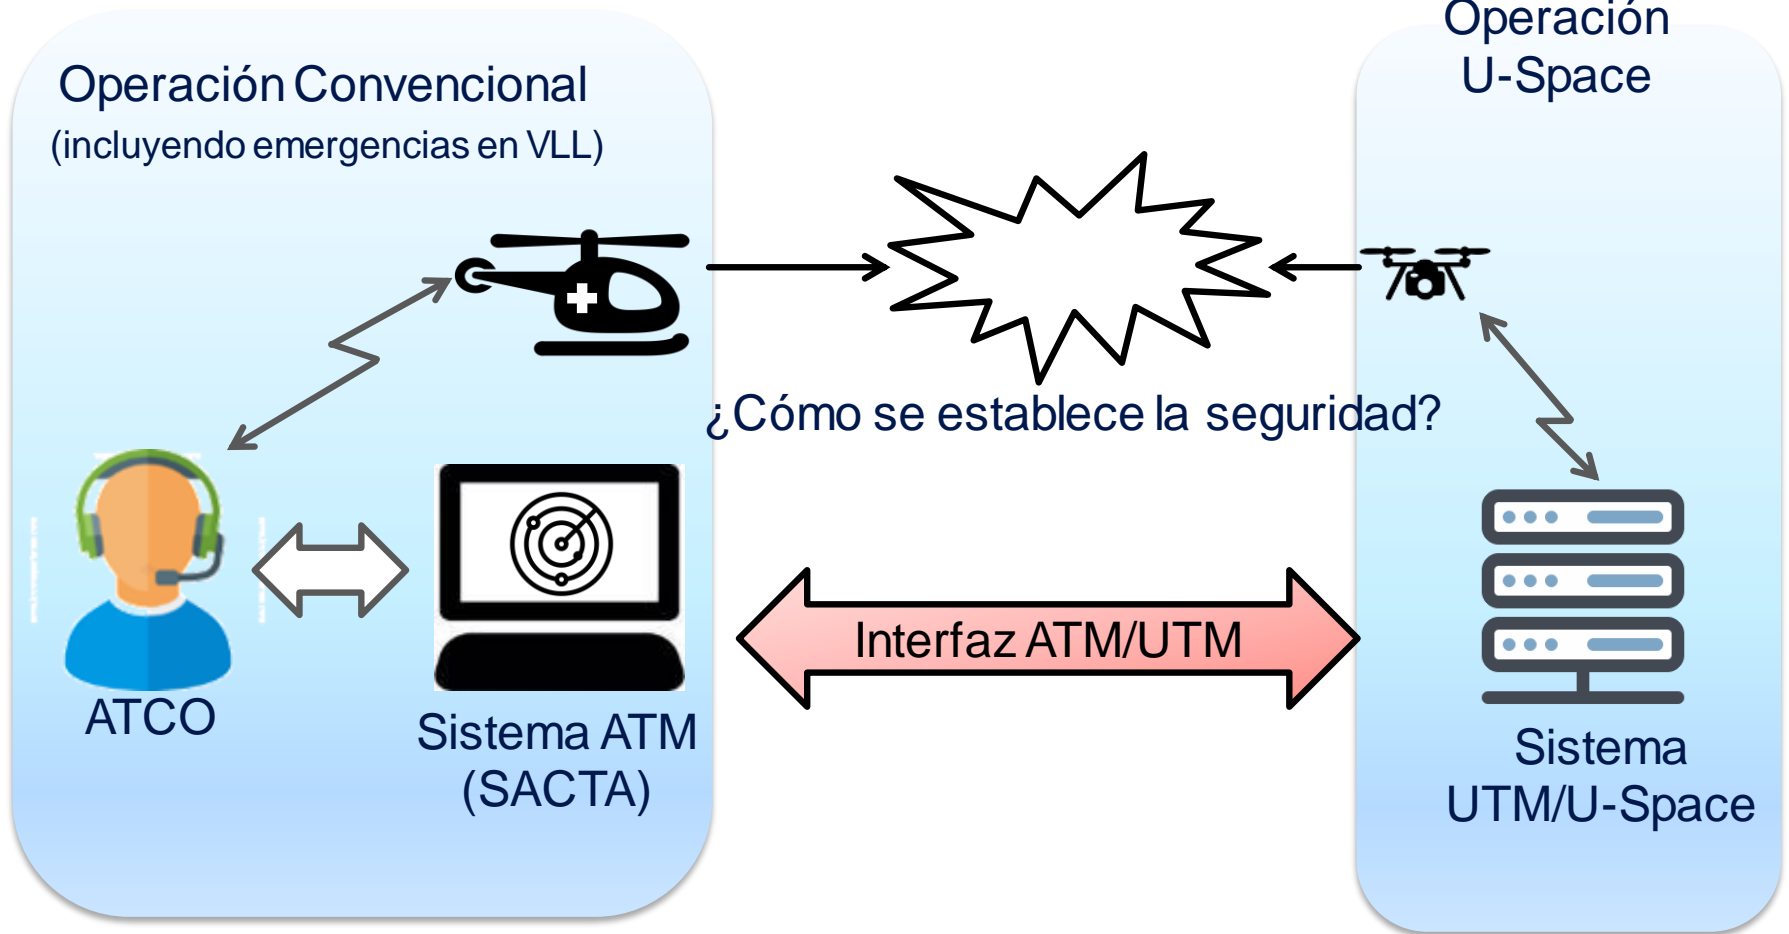 Operación Convencional
(incluyendo emergencias en VLL)
Operación
U-Space
¿Cómo se establece la seguridad?
Interfaz ATM/UTM
ATCO
Sistema ATM
(SACTA)
Sistema
UTM/U-Space